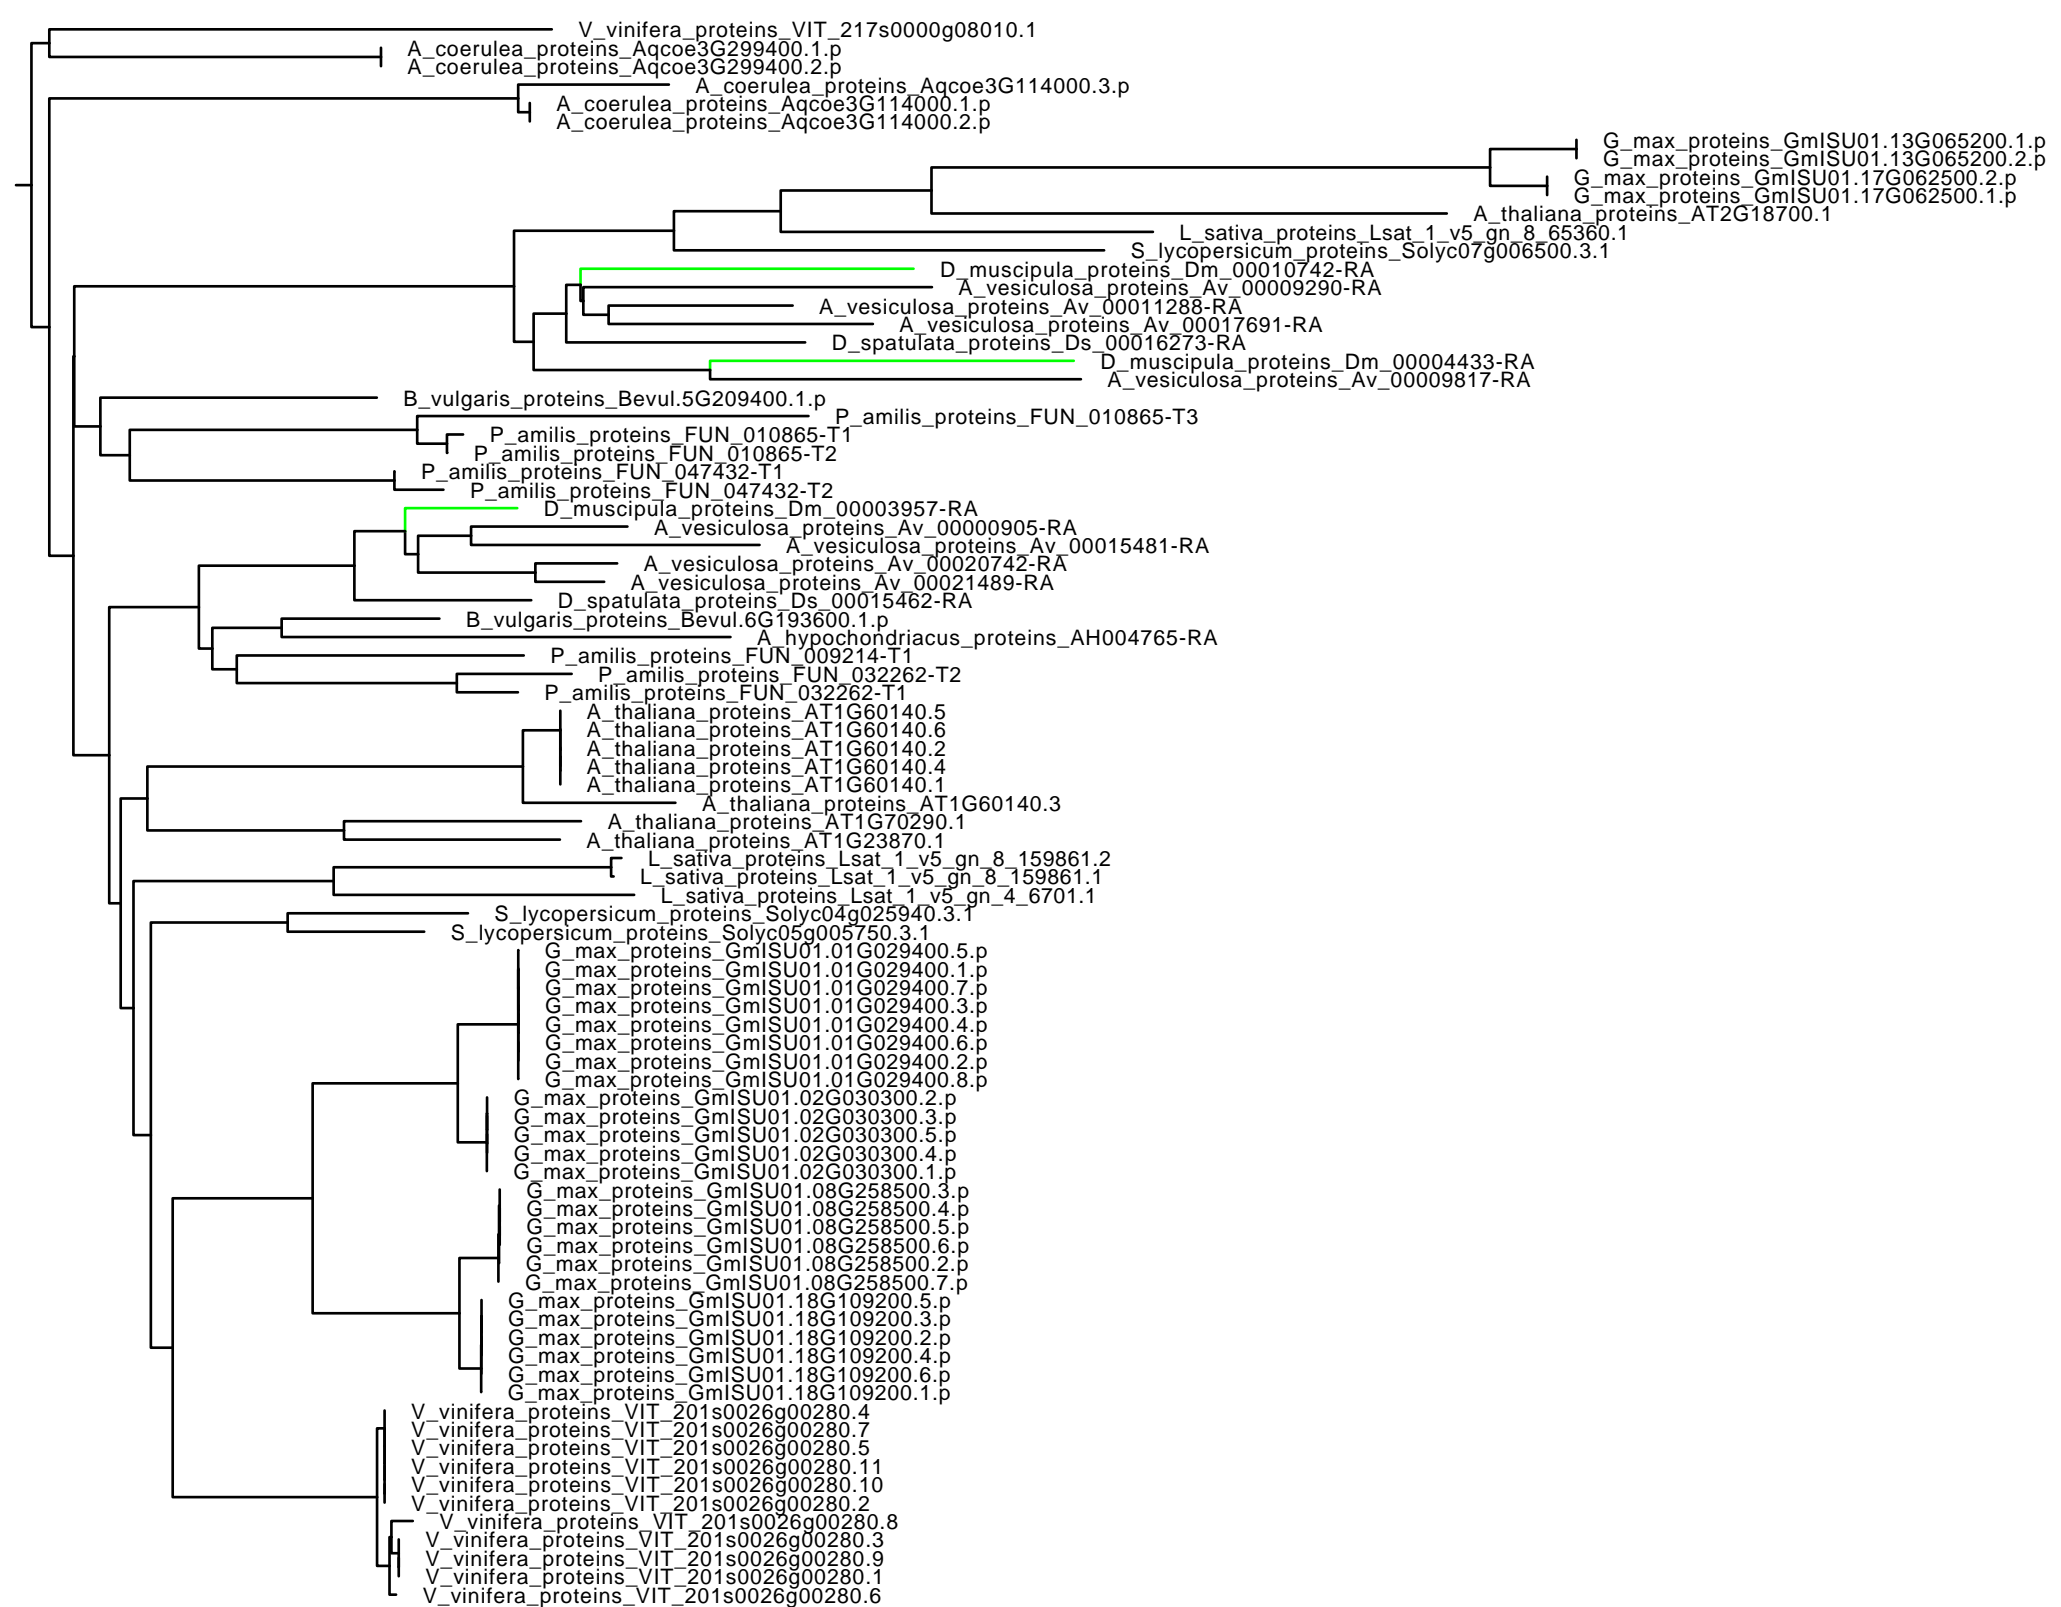 V_vinifera_proteins_VIT_217s0000g08010.1
A_coerulea_proteins_Aqcoe3G299400.1.p
A_coerulea_proteins_Aqcoe3G299400.2.p
A_coerulea_proteins_Aqcoe3G114000.3.p
A_coerulea_proteins_Aqcoe3G114000.1.p
A_coerulea_proteins_Aqcoe3G114000.2.p
G_max_proteins_GmISU01.13G065200.1.p
G_max_proteins_GmISU01.13G065200.2.p
G_max_proteins_GmISU01.17G062500.2.p
G_max_proteins_GmISU01.17G062500.1.p
A_thaliana_proteins_AT2G18700.1
L_sativa_proteins_Lsat_1_v5_gn_8_65360.1
S_lycopersicum_proteins_Solyc07g006500.3.1
D_muscipula_proteins_Dm_00010742-RA
A_vesiculosa_proteins_Av_00009290-RA
A_vesiculosa_proteins_Av_00011288-RA
A_vesiculosa_proteins_Av_00017691-RA
D_spatulata_proteins_Ds_00016273-RA
D_muscipula_proteins_Dm_00004433-RA
A_vesiculosa_proteins_Av_00009817-RA
B_vulgaris_proteins_Bevul.5G209400.1.p
P_amilis_proteins_FUN_010865-T3
P_amilis_proteins_FUN_010865-T1
P_amilis_proteins_FUN_010865-T2
P_amilis_proteins_FUN_047432-T1
P_amilis_proteins_FUN_047432-T2
D_muscipula_proteins_Dm_00003957-RA
A_vesiculosa_proteins_Av_00000905-RA
A_vesiculosa_proteins_Av_00015481-RA
A_vesiculosa_proteins_Av_00020742-RA
A_vesiculosa_proteins_Av_00021489-RA
D_spatulata_proteins_Ds_00015462-RA
B_vulgaris_proteins_Bevul.6G193600.1.p
A_hypochondriacus_proteins_AH004765-RA
P_amilis_proteins_FUN_009214-T1
P_amilis_proteins_FUN_032262-T2
P_amilis_proteins_FUN_032262-T1
A_thaliana_proteins_AT1G60140.5
A_thaliana_proteins_AT1G60140.6
A_thaliana_proteins_AT1G60140.2
A_thaliana_proteins_AT1G60140.4
A_thaliana_proteins_AT1G60140.1
A_thaliana_proteins_AT1G60140.3
A_thaliana_proteins_AT1G70290.1
A_thaliana_proteins_AT1G23870.1
L_sativa_proteins_Lsat_1_v5_gn_8_159861.2
L_sativa_proteins_Lsat_1_v5_gn_8_159861.1
L_sativa_proteins_Lsat_1_v5_gn_4_6701.1
S_lycopersicum_proteins_Solyc04g025940.3.1
S_lycopersicum_proteins_Solyc05g005750.3.1
G_max_proteins_GmISU01.01G029400.5.p
G_max_proteins_GmISU01.01G029400.1.p
G_max_proteins_GmISU01.01G029400.7.p
G_max_proteins_GmISU01.01G029400.3.p
G_max_proteins_GmISU01.01G029400.4.p
G_max_proteins_GmISU01.01G029400.6.p
G_max_proteins_GmISU01.01G029400.2.p
G_max_proteins_GmISU01.01G029400.8.p
G_max_proteins_GmISU01.02G030300.2.p
G_max_proteins_GmISU01.02G030300.3.p
G_max_proteins_GmISU01.02G030300.5.p
G_max_proteins_GmISU01.02G030300.4.p
G_max_proteins_GmISU01.02G030300.1.p
G_max_proteins_GmISU01.08G258500.3.p
G_max_proteins_GmISU01.08G258500.4.p
G_max_proteins_GmISU01.08G258500.5.p
G_max_proteins_GmISU01.08G258500.6.p
G_max_proteins_GmISU01.08G258500.2.p
G_max_proteins_GmISU01.08G258500.7.p
G_max_proteins_GmISU01.18G109200.5.p
G_max_proteins_GmISU01.18G109200.3.p
G_max_proteins_GmISU01.18G109200.2.p
G_max_proteins_GmISU01.18G109200.4.p
G_max_proteins_GmISU01.18G109200.6.p
G_max_proteins_GmISU01.18G109200.1.p
V_vinifera_proteins_VIT_201s0026g00280.4
V_vinifera_proteins_VIT_201s0026g00280.7
V_vinifera_proteins_VIT_201s0026g00280.5
V_vinifera_proteins_VIT_201s0026g00280.11
V_vinifera_proteins_VIT_201s0026g00280.10
V_vinifera_proteins_VIT_201s0026g00280.2
V_vinifera_proteins_VIT_201s0026g00280.8
V_vinifera_proteins_VIT_201s0026g00280.3
V_vinifera_proteins_VIT_201s0026g00280.9
V_vinifera_proteins_VIT_201s0026g00280.1
V_vinifera_proteins_VIT_201s0026g00280.6